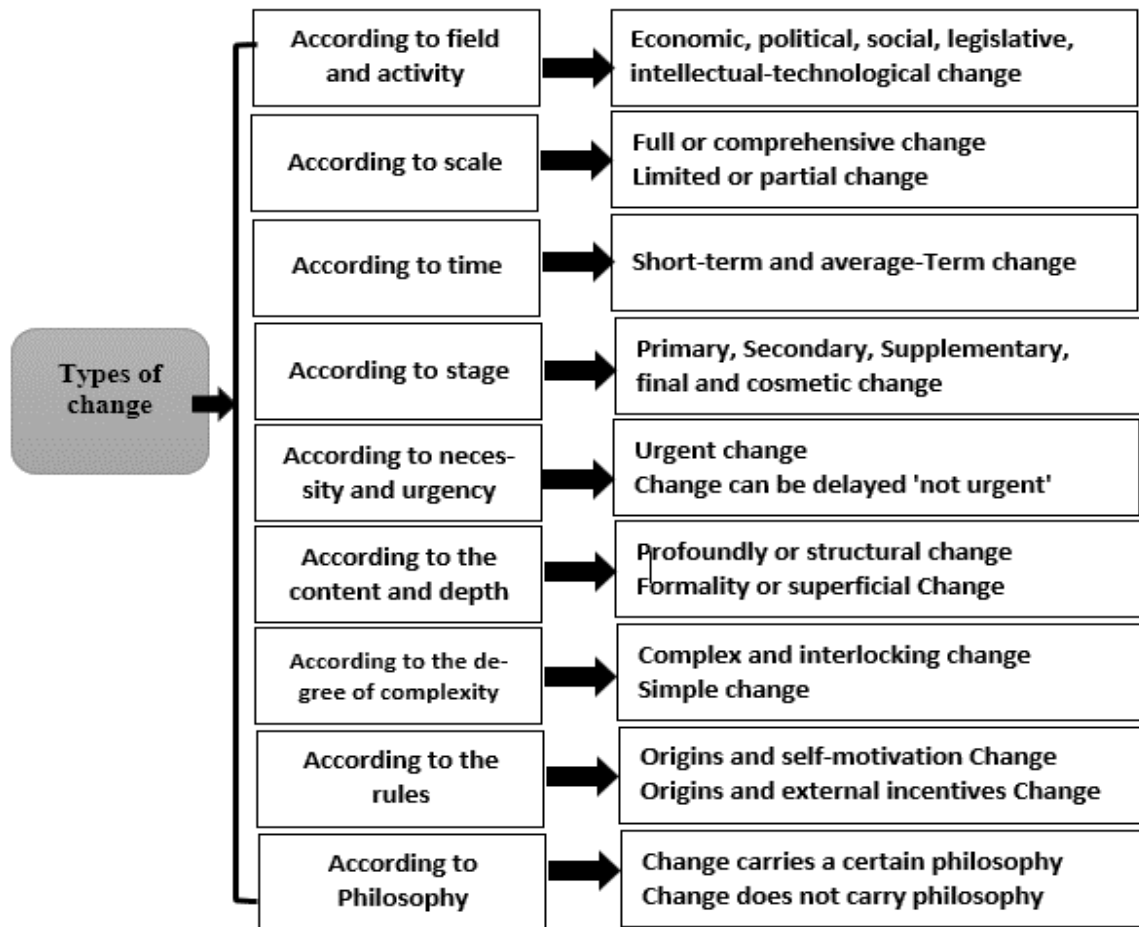 Types of
change
According to field
and activity
Economic, political, social, legislative,
intellectual-technological change
According to scale
Full or comprehensive change
Limited or partial change
According to time
Short-term and average-Term change
According to stage
Primary, Secondary, Supplementary,
final and cosmetic change
According to neces-
sity and urgency
Urgent change
Change can be delayed 'not urgent'
According to the
content and depth
Profoundly or structural change
Formality or superficial Change
According to the de-
gree of complexity
Complex and interlocking change
Simple change
According to the
rules
Origins and self-motivation Change
Origins and external incentives Change
According to
Philosophy
Change carries a certain philosophy
Change does not carry philosophy